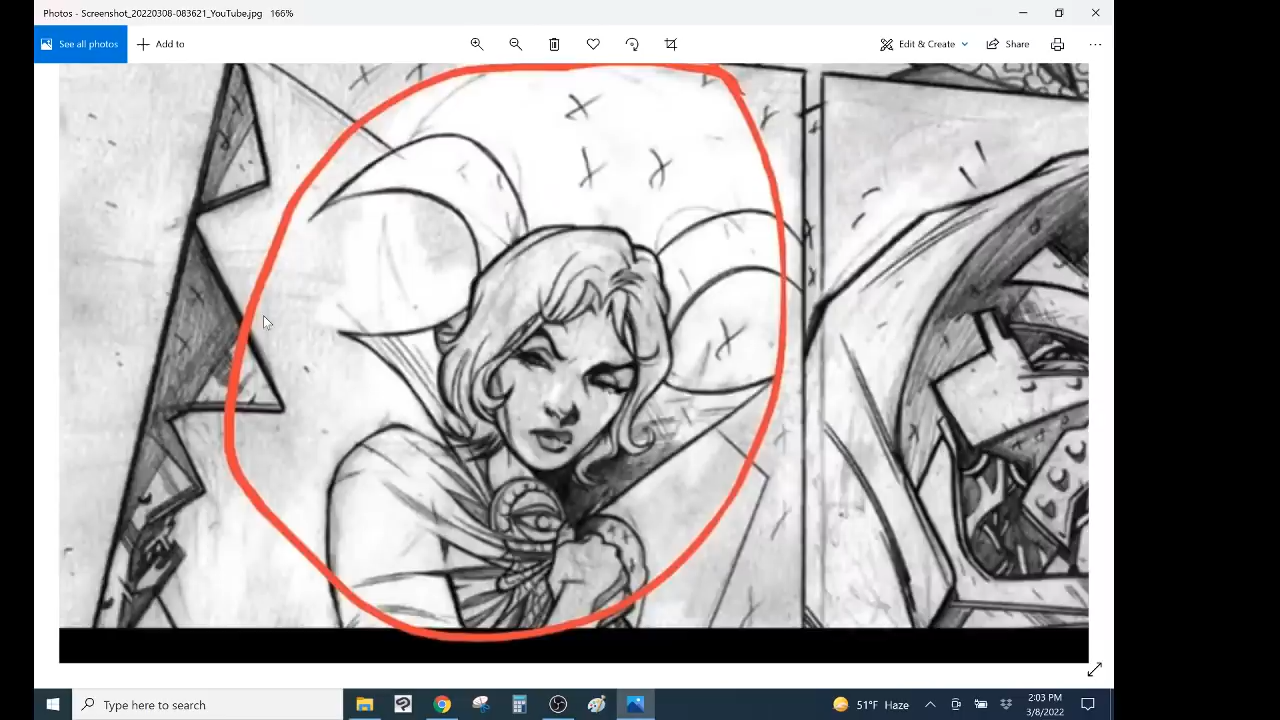 Photos - Screenshot_20220308-083621_YouTube.jpg 166%
See all photos
Add to
Edit & Create
Share
Type here to search
51°F Haze
2:03 PM
3/8/2022